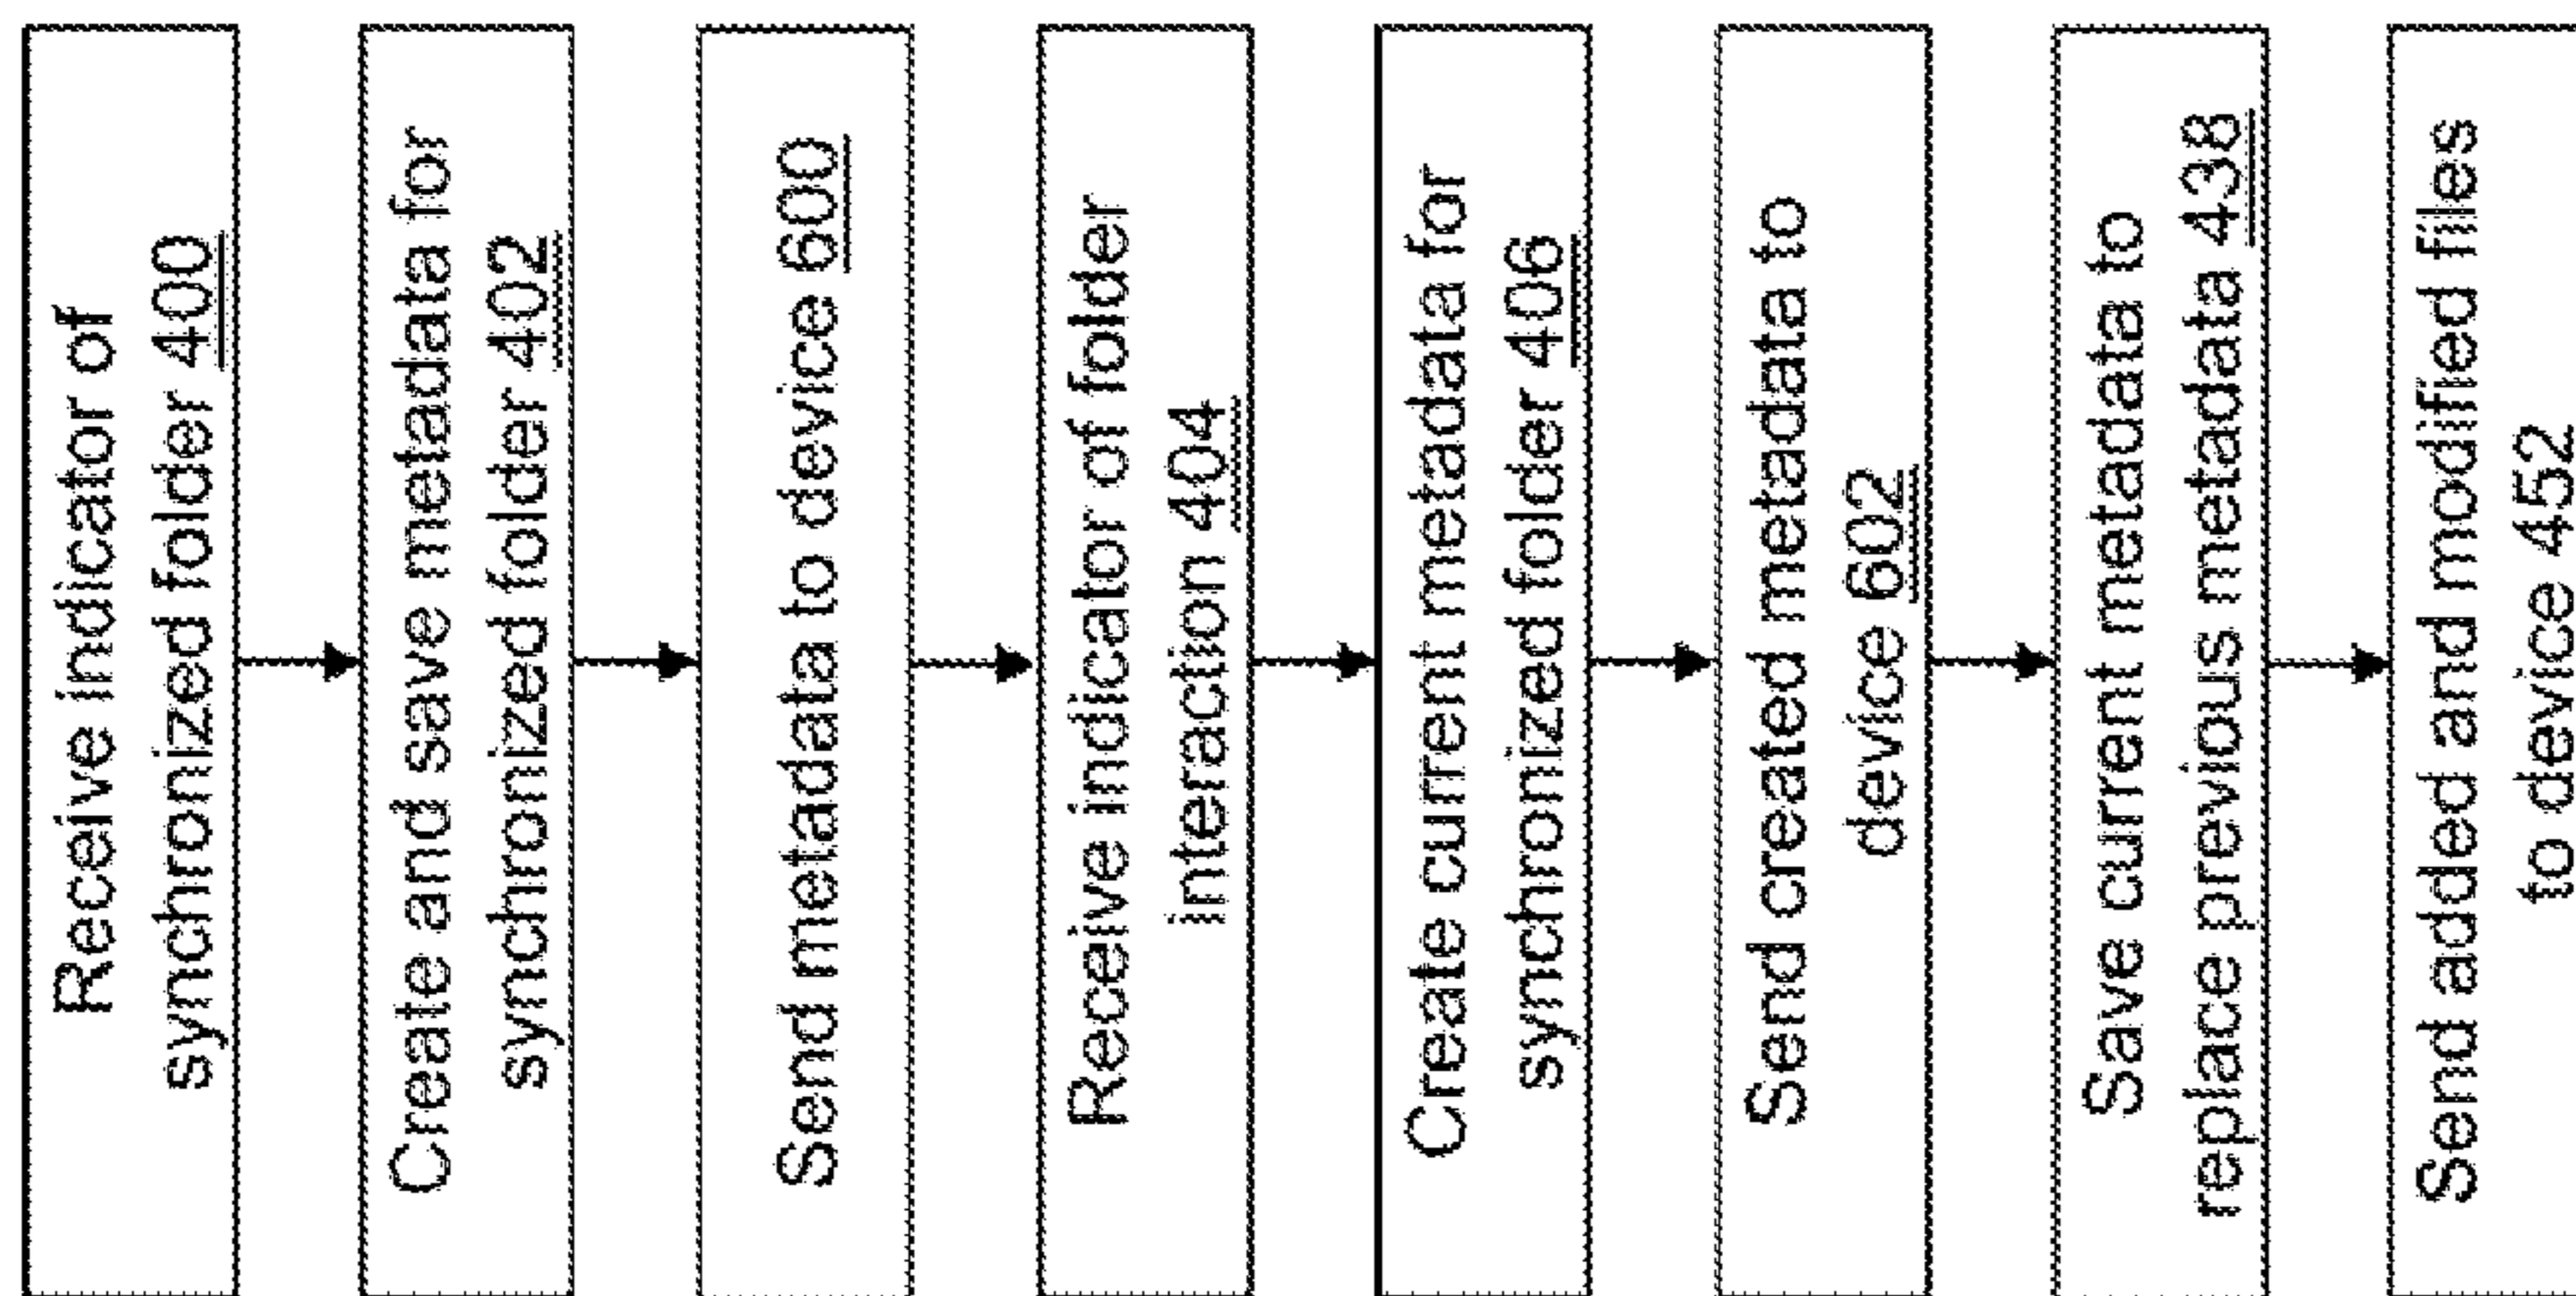 Receive indicator of
synchronized folder 400
Create and save metadata for
synchronized folder 402
Send metadata to device 600
Receive indicator of folder
interaction 404
Create current metadata for
synchronized folder 406
Send created metadata to
device 602
Save current metadata to
replace previous metadata 438
Send added and modified files
to device 452